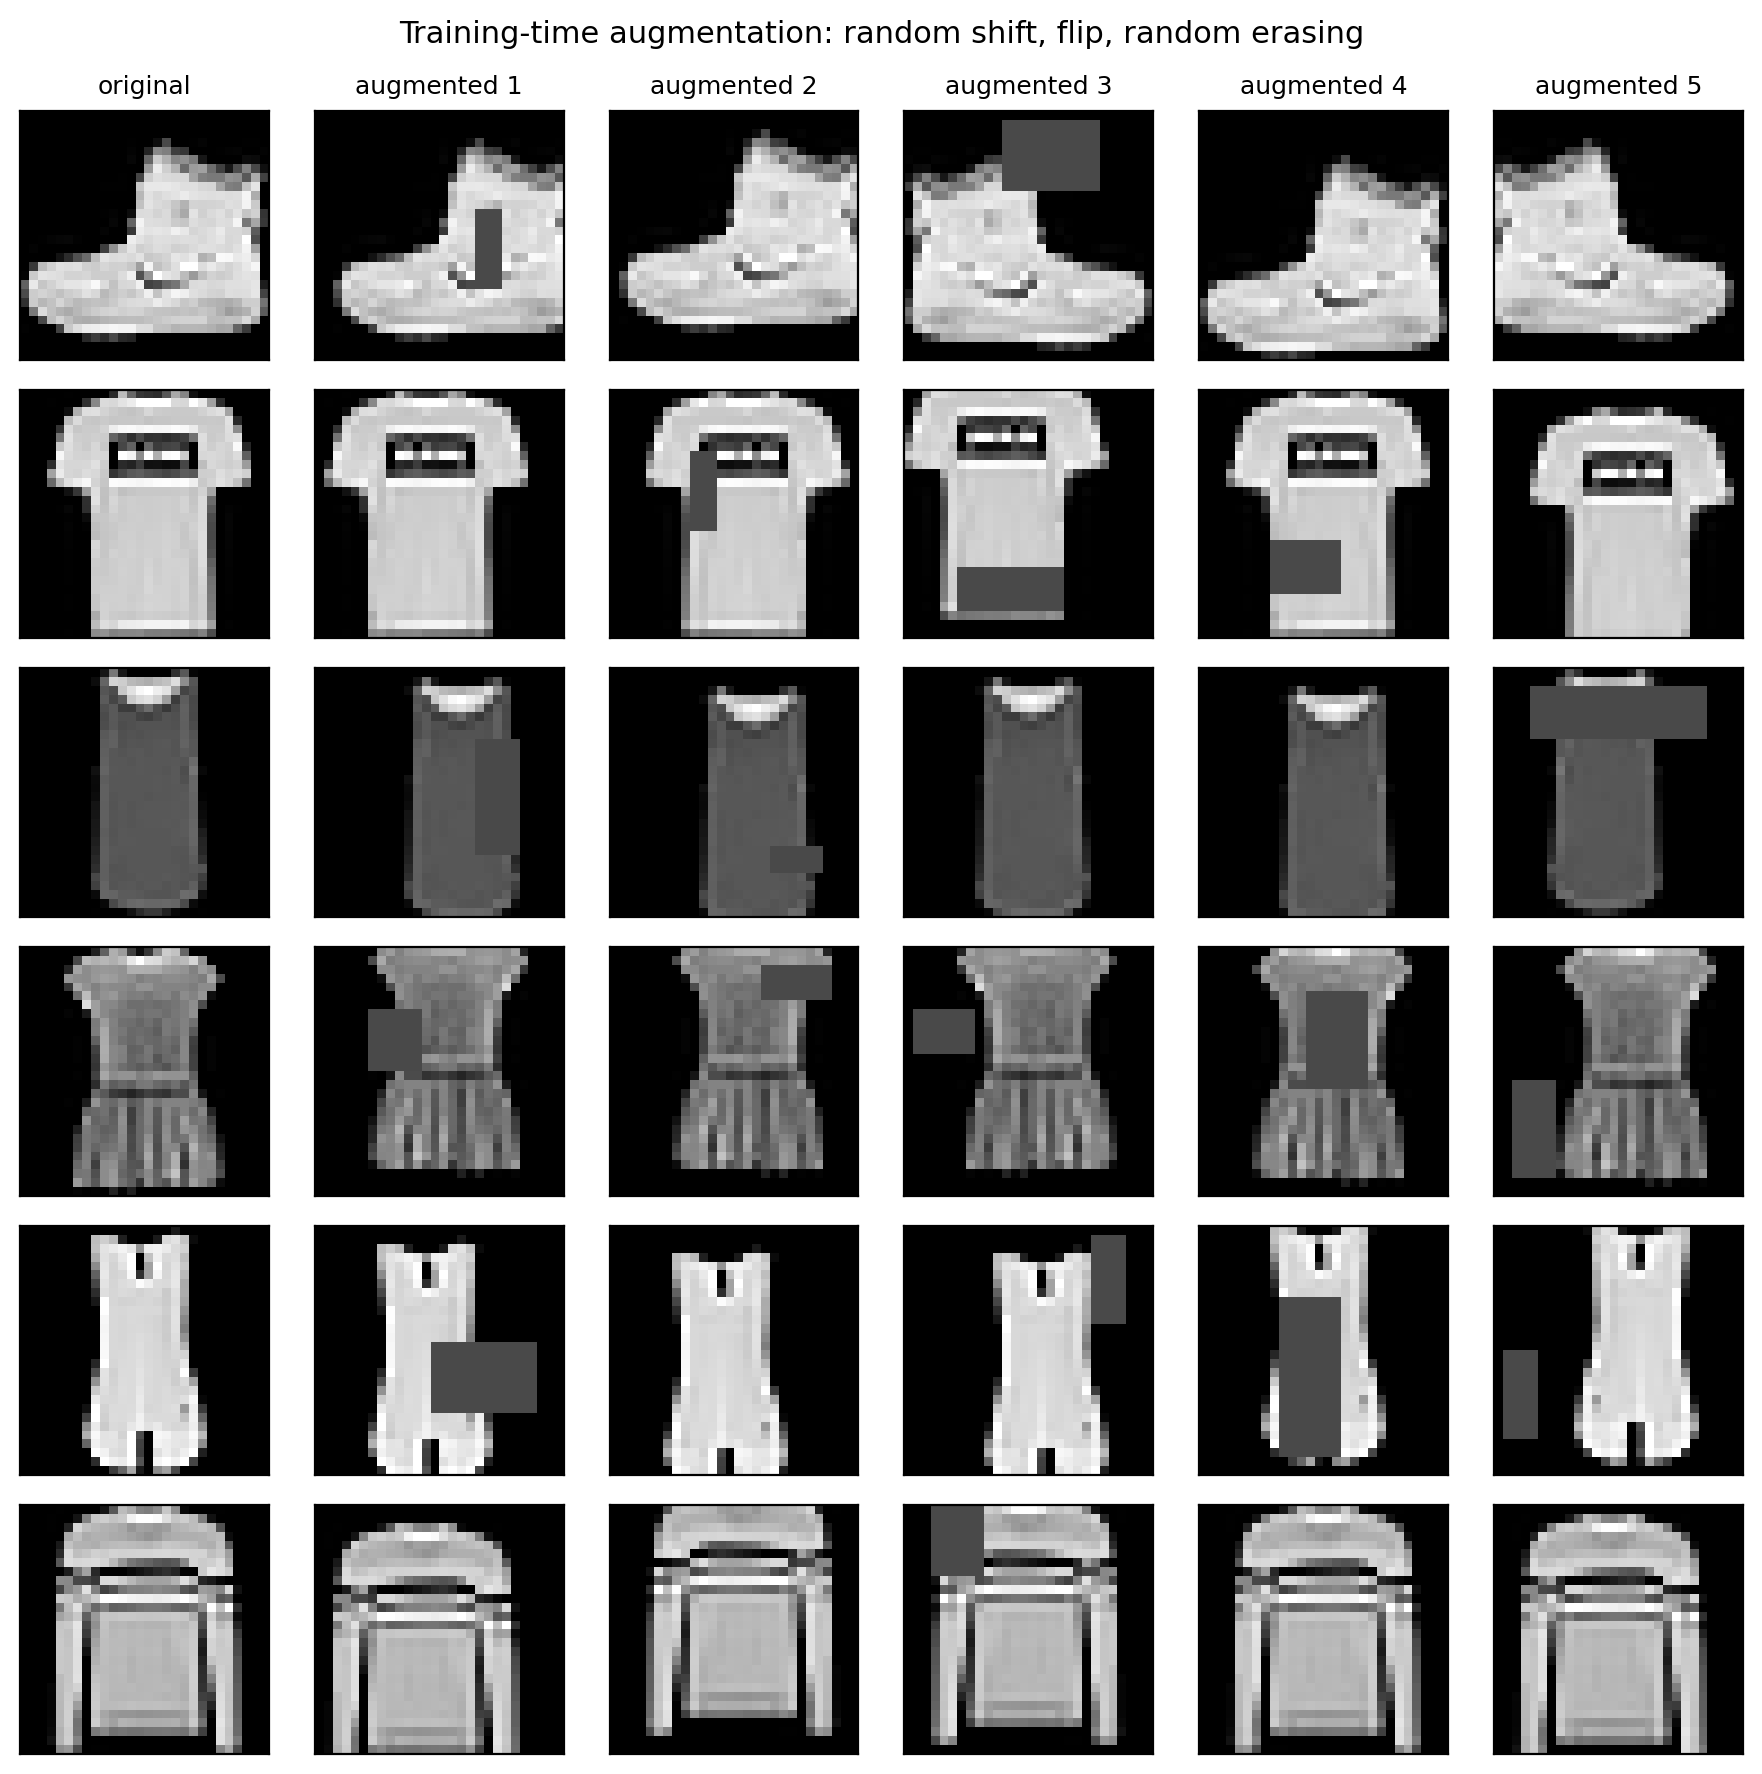 Training-time augmentation: random shift, flip, random erasing
original augmented 1 augmented 2 augmented 3 augmented 4 augmented 5